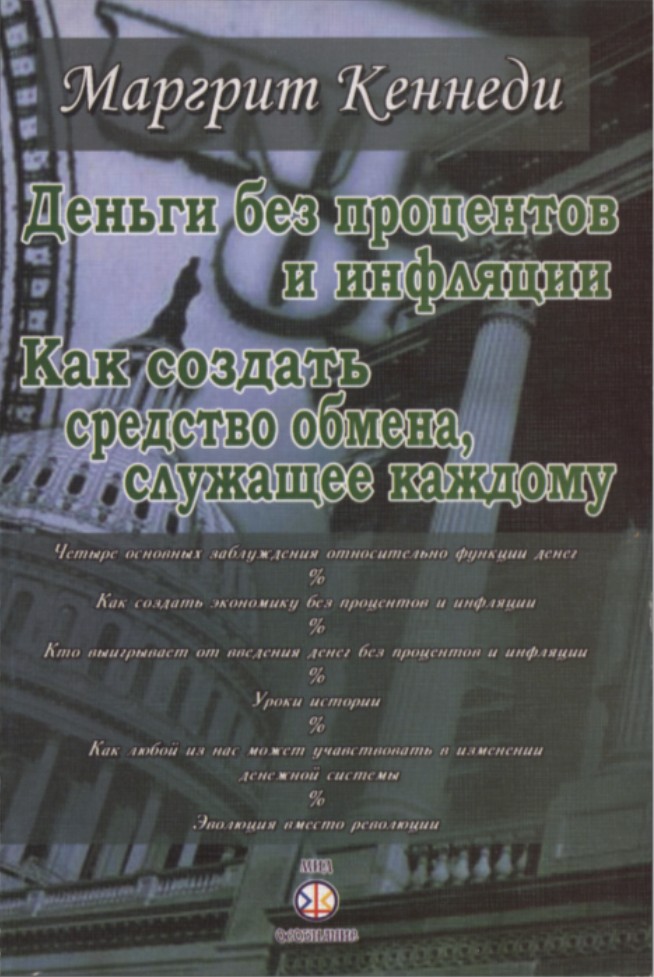 Маргрит Кеннеди
Деньги без процентов
и инфляции
Как создать
средство обмена,
служащее каждому
Четыре основных заблуждения относительно функции денег
%
Как создать экономику без процентов и инфляции
%
Кто выигрывает от введения денег без процентов и инфляции
%
Уроки истории
%
Как любой из нас может учавствовать в изменении
денежной системы
%
Эволюция вместо революции